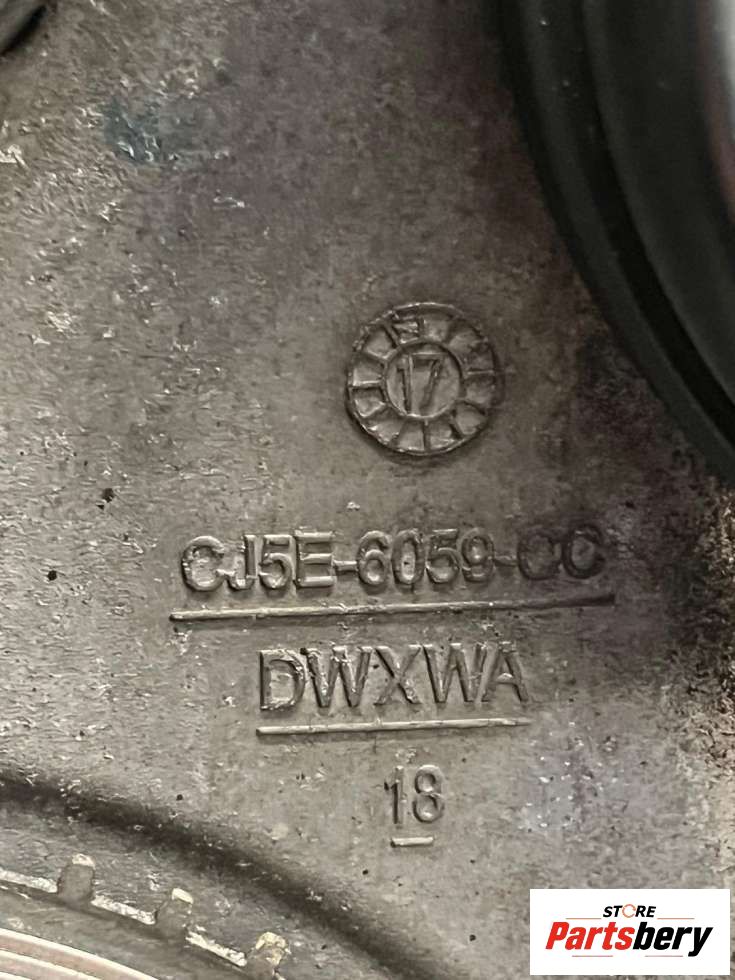 17
CJ5E-6059-CC
DWXWA
18
STORE
Partsbery